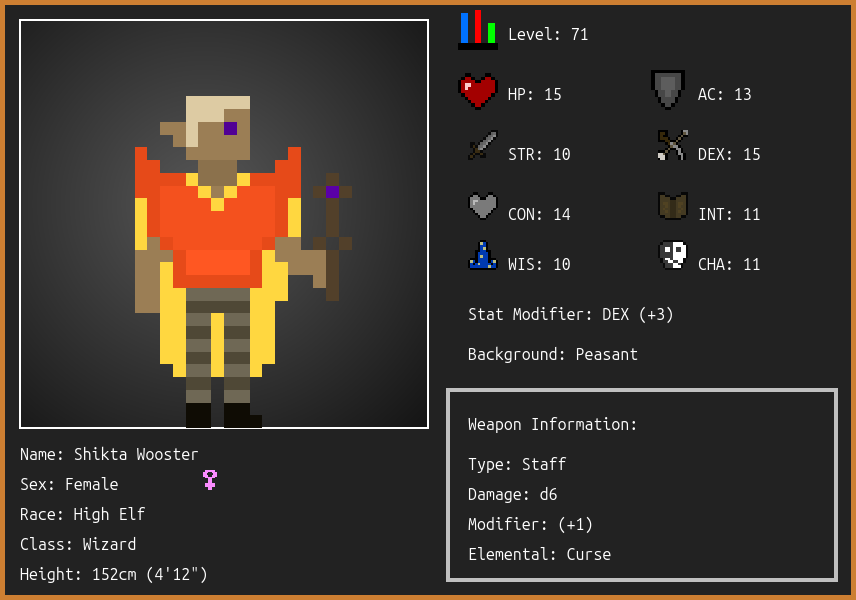 Level: 71
HP: 15
AC: 13
STR: 10
DEX: 15
CON: 14
INT: 11
WIS: 10
CHA: 11
Stat Modifier: DEX (+3)
Background: Peasant
Weapon Information:
Type: Staff
Damage: d6
Modifier: (+1)
Elemental: Curse
Name: Shikta Wooster
Sex: Female
Race: High Elf
Class: Wizard
Height: 152cm (4'12")